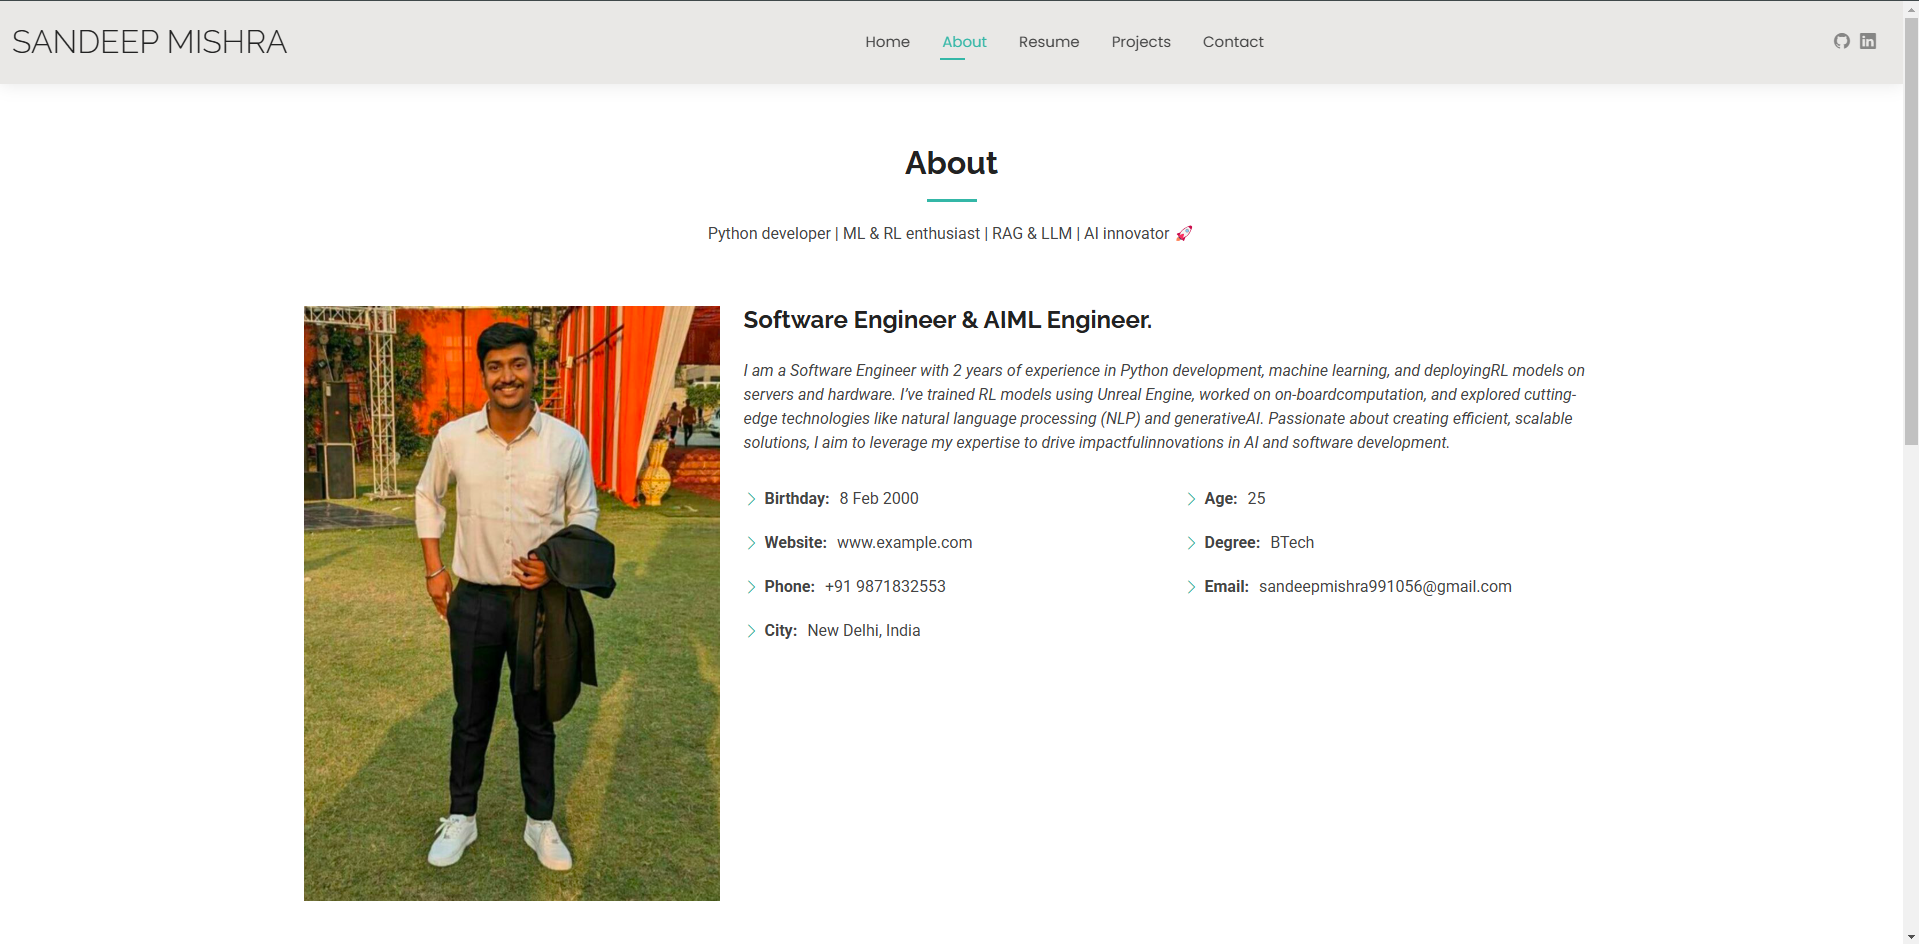 SANDEEP MISHRA
Home About Resume Projects Contact
About
Python developer | ML & RL enthusiast | RAG & LLM | AI innovator 🚀
Software Engineer & AIML Engineer.
I am a Software Engineer with 2 years of experience in Python development, machine learning, and deployingRL models on
servers and hardware. I’ve trained RL models using Unreal Engine, worked on on-boardcomputation, and explored cutting-
edge technologies like natural language processing (NLP) and generativeAI. Passionate about creating efficient, scalable
solutions, I aim to leverage my expertise to drive impactfulinnovations in AI and software development.
Birthday: 8 Feb 2000
Age: 25
Website: www.example.com
Degree: BTech
Phone: +91 9871832553
Email: sandeepmishra991056@gmail.com
City: New Delhi, India